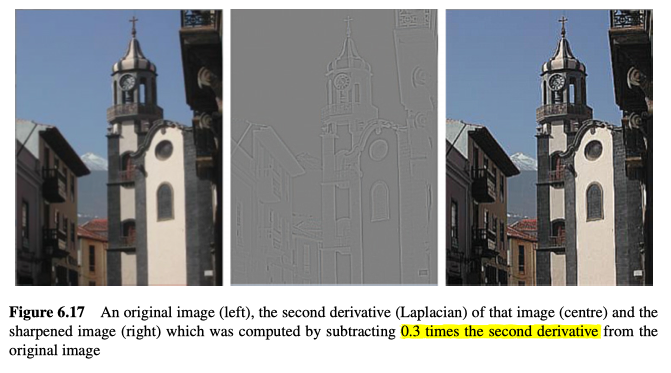 Figure 6.17 An original image (left), the second derivative (Laplacian) of that image (centre) and the
sharpened image (right) which was computed by subtracting 0.3 times the second derivative from the
original image